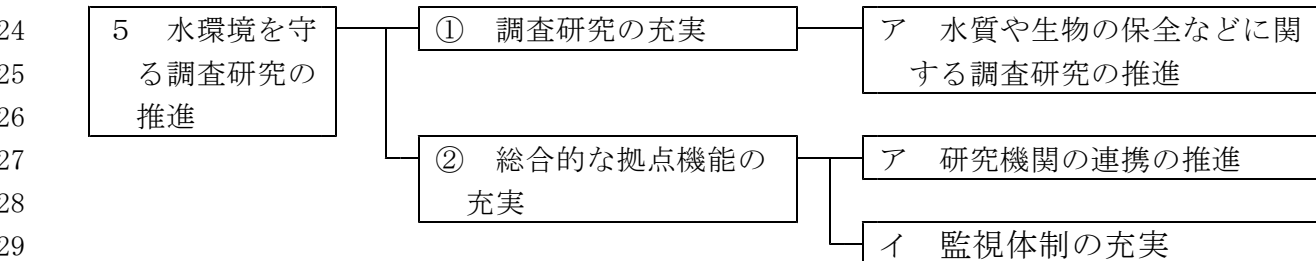 24
25
26
27
28
29
5 水環境を守
る調査研究の
推進
① 調査研究の充実
ア 水質や生物の保全などに関
する調査研究の推進
② 総合的な拠点機能の
充実
ア 研究機関の連携の推進
イ 監視体制の充実